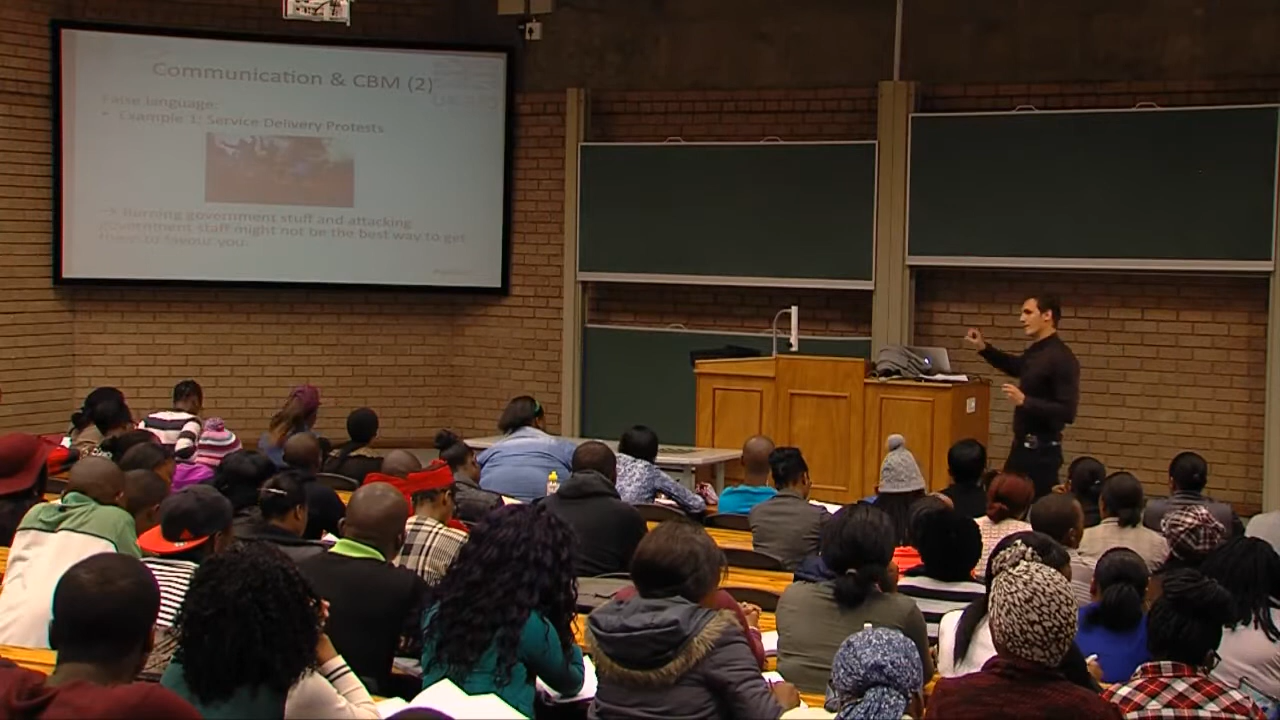 Communication & CBM (2)
False language:
• Example 1: Service Delivery Protests
→ Burning government stuff and attacking
government staff might not be the best way to get
them to favour you.